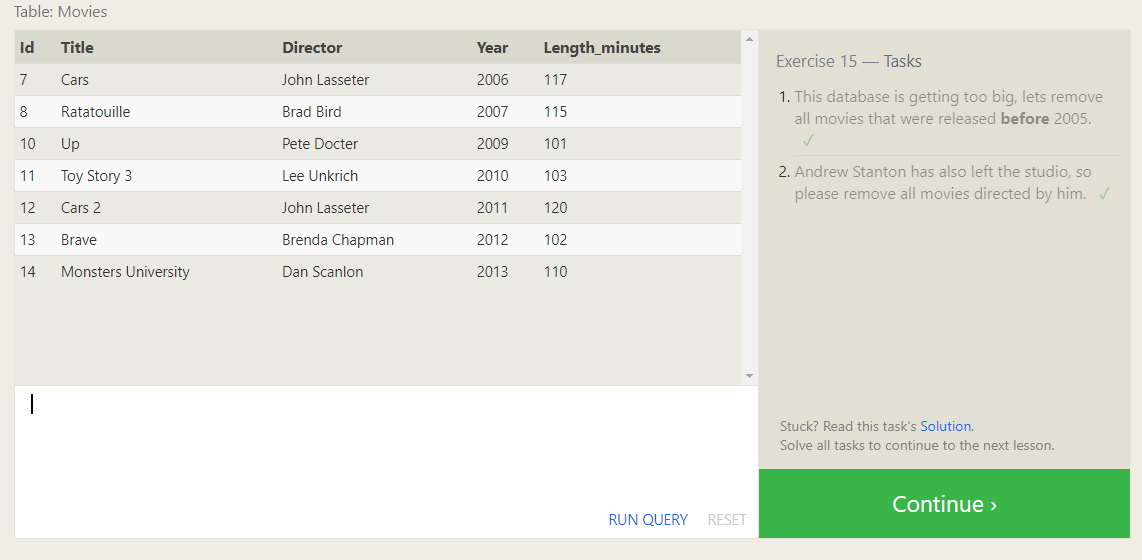 Table: Movies
Id Title Director Year Length_minutes
7 Cars John Lasseter 2006 117
8 Ratatouille Brad Bird 2007 115
10 Up Pete Docter 2009 101
11 Toy Story 3 Lee Unkrich 2010 103
12 Cars 2 John Lasseter 2011 120
13 Brave Brenda Chapman 2012 102
14 Monsters University Dan Scanlon 2013 110
RUN QUERY RESET
Exercise 15 — Tasks
1. This database is getting too big, lets remove
all movies that were released before 2005.
✓
2. Andrew Stanton has also left the studio, so
please remove all movies directed by him. ✓
Stuck? Read this task's Solution.
Solve all tasks to continue to the next lesson.
Continue ›